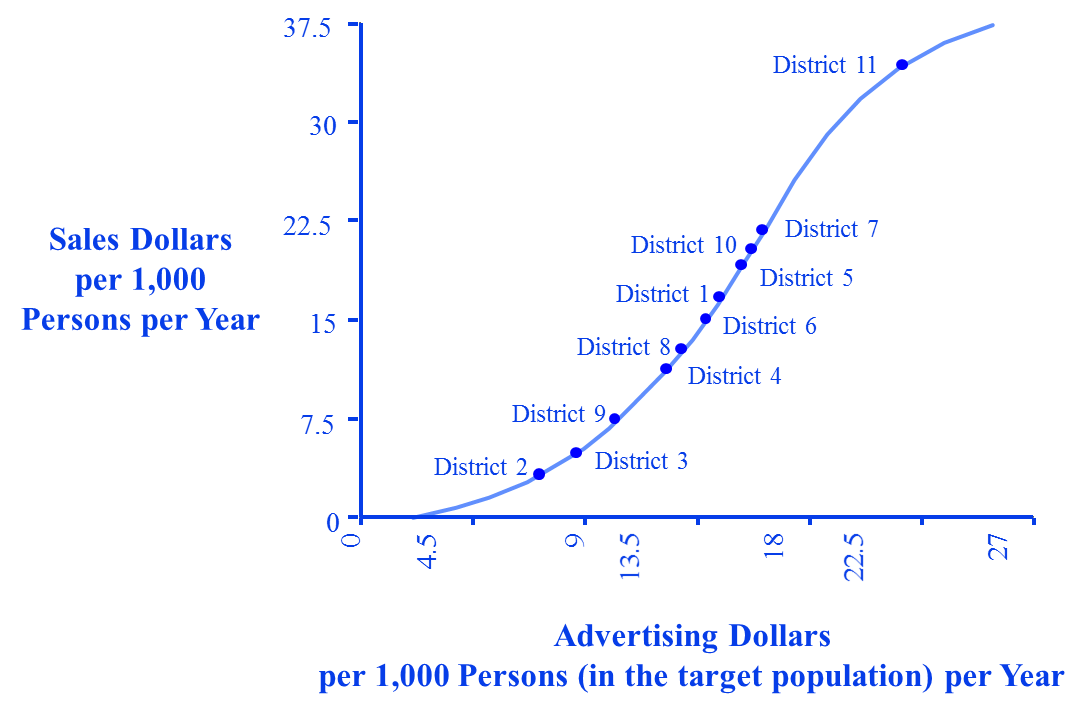 37.5
District 11
30
22.5
District 7
Sales Dollars
per 1,000
Persons per Year
District 10
District 5
District 1
15
District 6
District 8
District 4
7.5
District 9
District 2
District 3
0
0
4.5
9
13.5
18
22.5
27
Advertising Dollars
per 1,000 Persons (in the target population) per Year